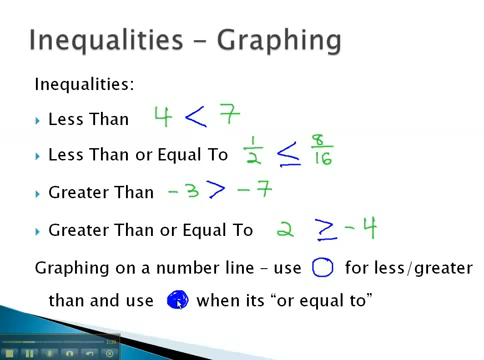 Inequalities – Graphing
Inequalities:
Less Than 4 < 7
Less Than or Equal To 1/2 ≤ 8/16
Greater Than -3 > -7
Greater Than or Equal To 2 ≥ -4
Graphing on a number line – use for less/greater
than and use when its “or equal to”